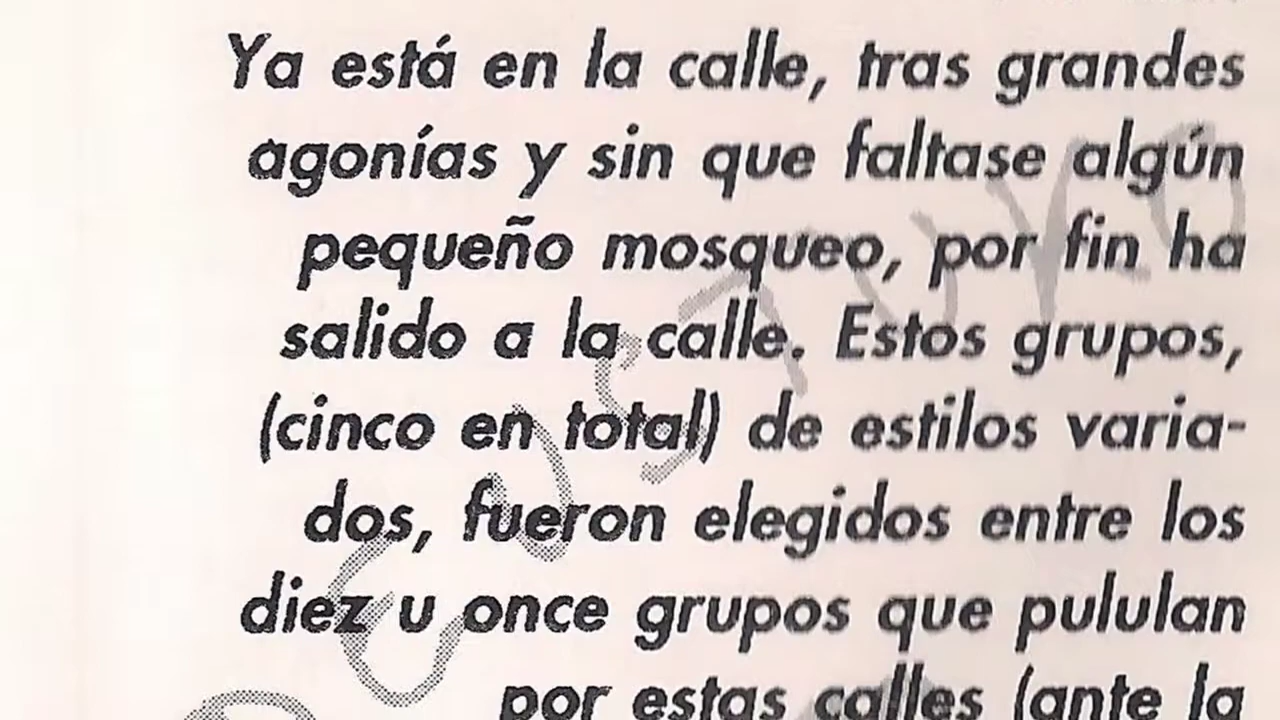 Ya está en la calle, tras grandes
agonías y sin que faltase algún
pequeño mosqueo, por fin ha
salido a la calle. Estos grupos,
(cinco en total) de estilos varia-
dos, fueron elegidos entre los
diez u once grupos que pululan
por estas calles (ante la